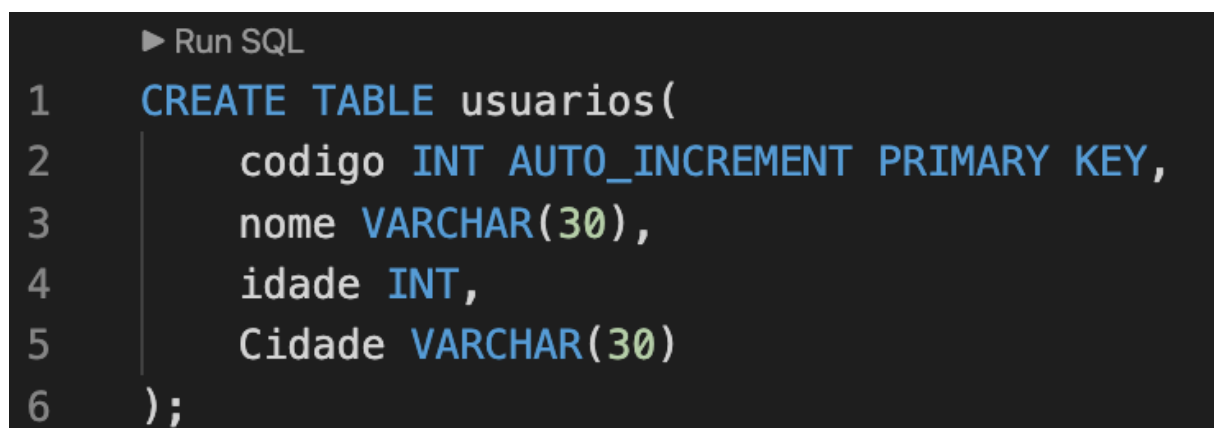 ▶ Run SQL
1 CREATE TABLE usuarios(
2 codigo INT AUTO_INCREMENT PRIMARY KEY,
3 nome VARCHAR(30),
4 idade INT,
5 Cidade VARCHAR(30)
6 );